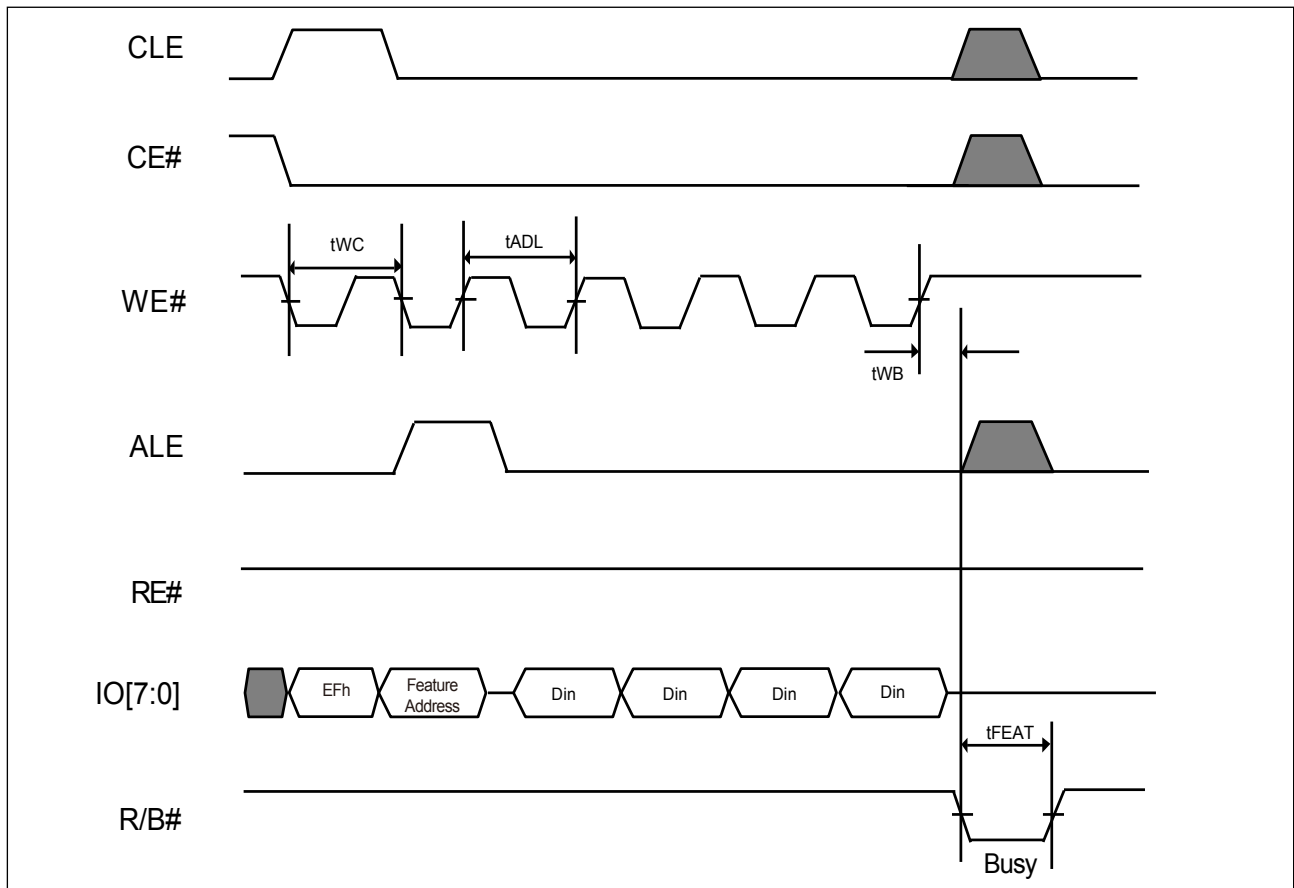 CLE
CE#
tWC
tADL
WE#
tWB
ALE
RE#
IO[7:0]
EFh
Feature
Address
Din
Din
Din
Din
tFEAT
R/B#
Busy